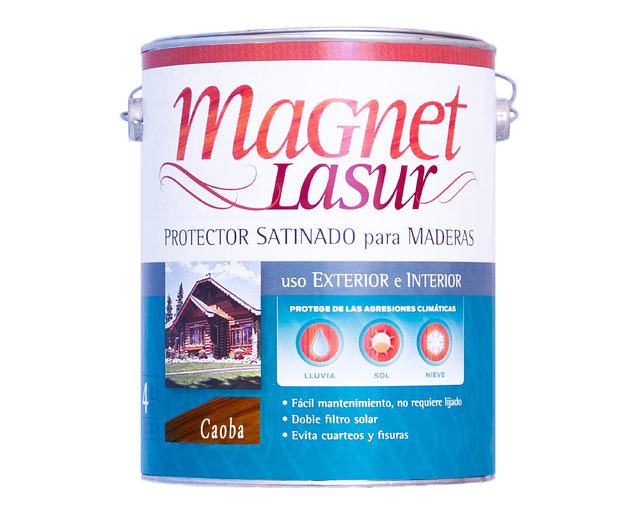 Magnet
Lasur
PROTECTOR SATINADO para MADERAS
uso EXTERIOR e INTERIOR
PROTEGE DE LAS AGRESIONES CLIMÁTICAS
LLUVIA SOL NIEVE
• Fácil mantenimiento, no requiere lijado
• Doble filtro solar
• Evita cuarteos y fisuras
4
Caoba